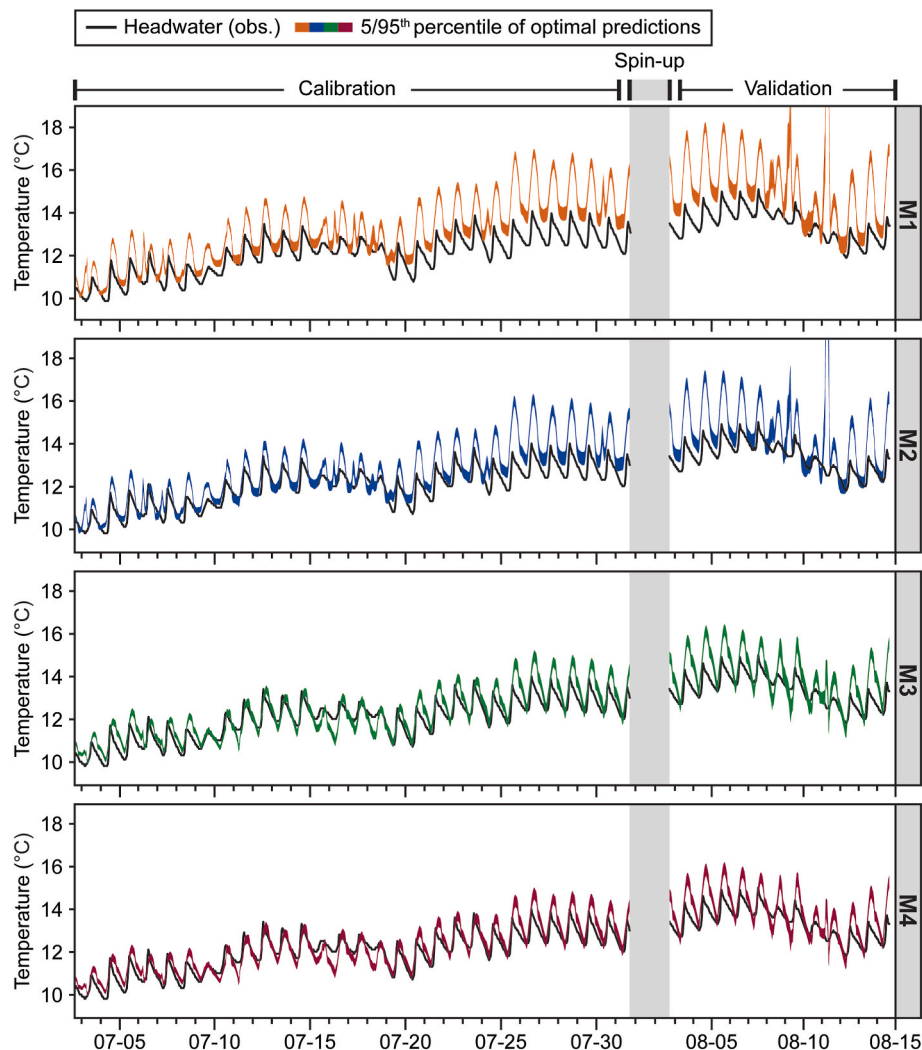 Headwater (obs.) 5/95th percentile of optimal predictions
Spin-up
Calibration Validation
Temperature (°C)
18
16
14
12
10
M1
Temperature (°C)
18
16
14
12
10
M2
Temperature (°C)
18
16
14
12
10
M3
Temperature (°C)
18
16
14
12
10
M4
07-05 07-10 07-15 07-20 07-25 07-30 08-05 08-10 08-15